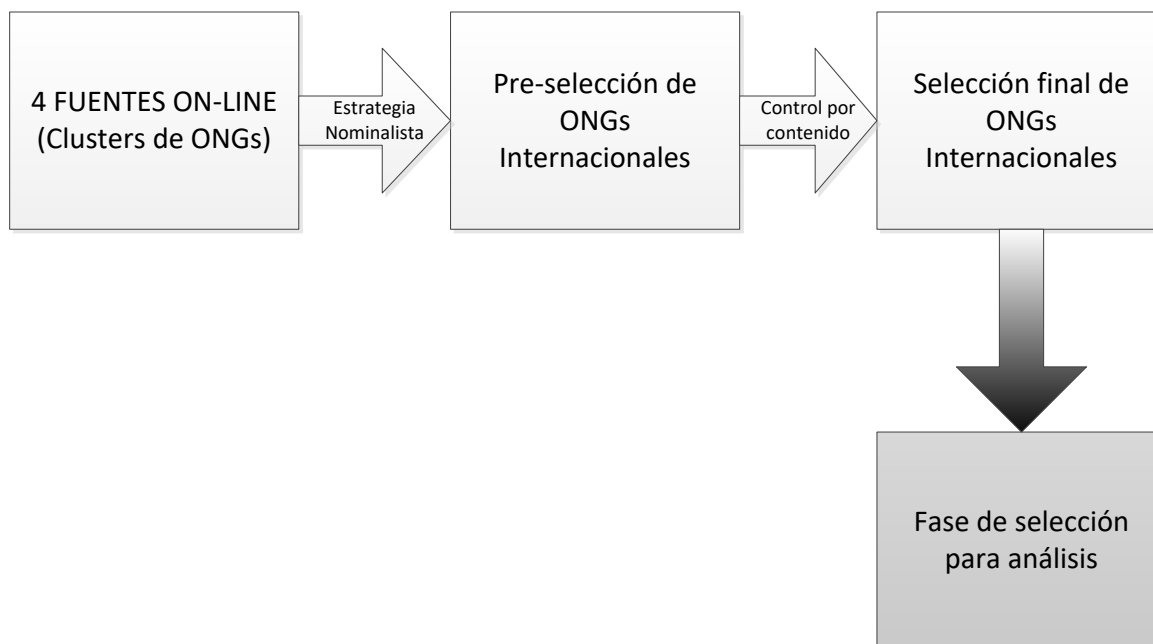 4 FUENTES ON-LINE
(Clusters de ONGs)
Estrategia
Nominalista
Pre-selección de
ONGs
Internacionales
Control por
contenido
Selección final de
ONGs
Internacionales
Fase de selección
para análisis